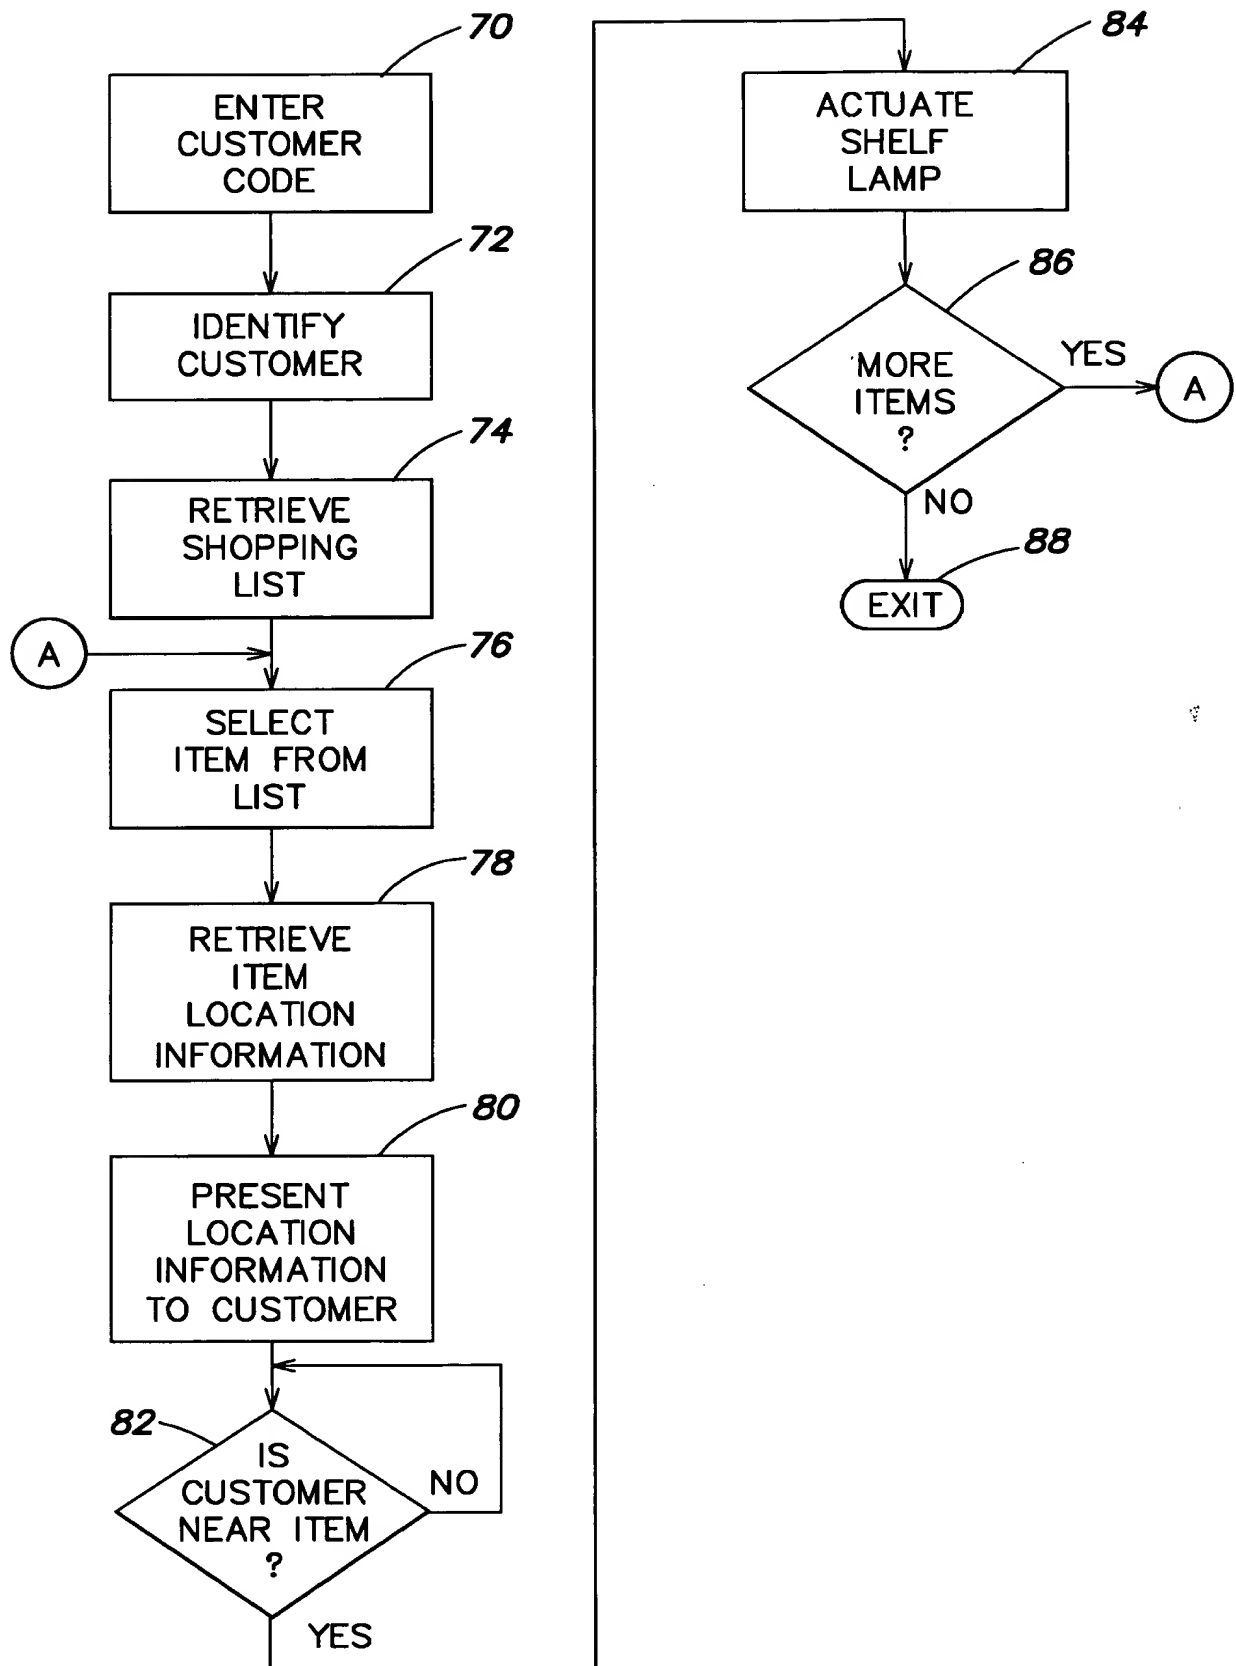 70
ENTER
CUSTOMER
CODE
72
IDENTIFY
CUSTOMER
74
RETRIEVE
SHOPPING
LIST
A
76
SELECT
ITEM FROM
LIST
78
RETRIEVE
ITEM
LOCATION
INFORMATION
80
PRESENT
LOCATION
INFORMATION
TO CUSTOMER
82
IS
CUSTOMER
NEAR ITEM
?
NO
YES
84
ACTUATE
SHELF
LAMP
86
MORE
ITEMS
?
YES
A
NO
88
EXIT